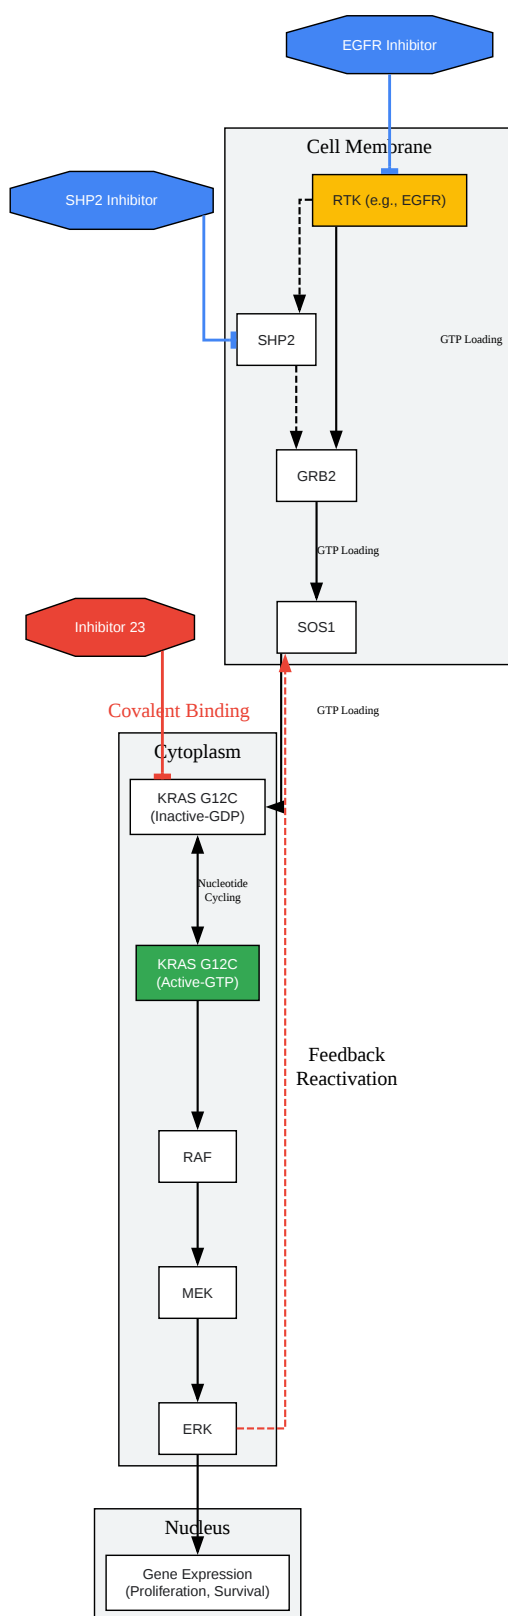 EGFR Inhibitor
Cell Membrane
SHP2 Inhibitor
RTK (e.g., EGFR)
SHP2
GTP Loading
GRB2
GTP Loading
SOS1
Inhibitor 23
Covalent Binding
GTP Loading
Cytoplasm
KRAS G12C
(Inactive-GDP)
Nucleotide
Cycling
KRAS G12C
(Active-GTP)
Feedback
Reactivation
RAF
MEK
ERK
Nucleus
Gene Expression
(Proliferation, Survival)